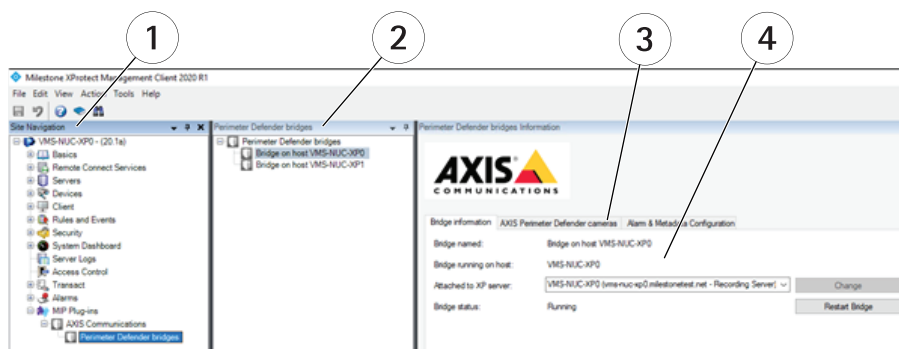 1 2 3 4
Milestone XProtect Management Client 2020 R1
File Edit View Action Tools Help
Site Navigation
VMS-NUC-XP0 - (20.1a)
Basics
Remote Connect Services
Servers
Devices
Client
Rules and Events
Security
System Dashboard
Server Logs
Access Control
Transact
Alarms
MIP Plug-ins
AXIS Communications
Perimeter Defender bridges
Perimeter Defender bridges
Perimeter Defender bridges
Bridge on host VMS-NUC-XP0
Bridge on host VMS-NUC-XP1
Perimeter Defender bridges Information
AXIS
COMMUNICATIONS
Bridge information AXIS Perimeter Defender cameras Alarm & Metadata Configuration
Bridge named: Bridge on host VMS-NUC-XP0
Bridge running on host: VMS-NUC-XP0
Attached to XP server: VMS-NUC-XP0 (vms-nuc-xp0.milestonetest.net - Recording Server) Change
Bridge status: Running Restart Bridge